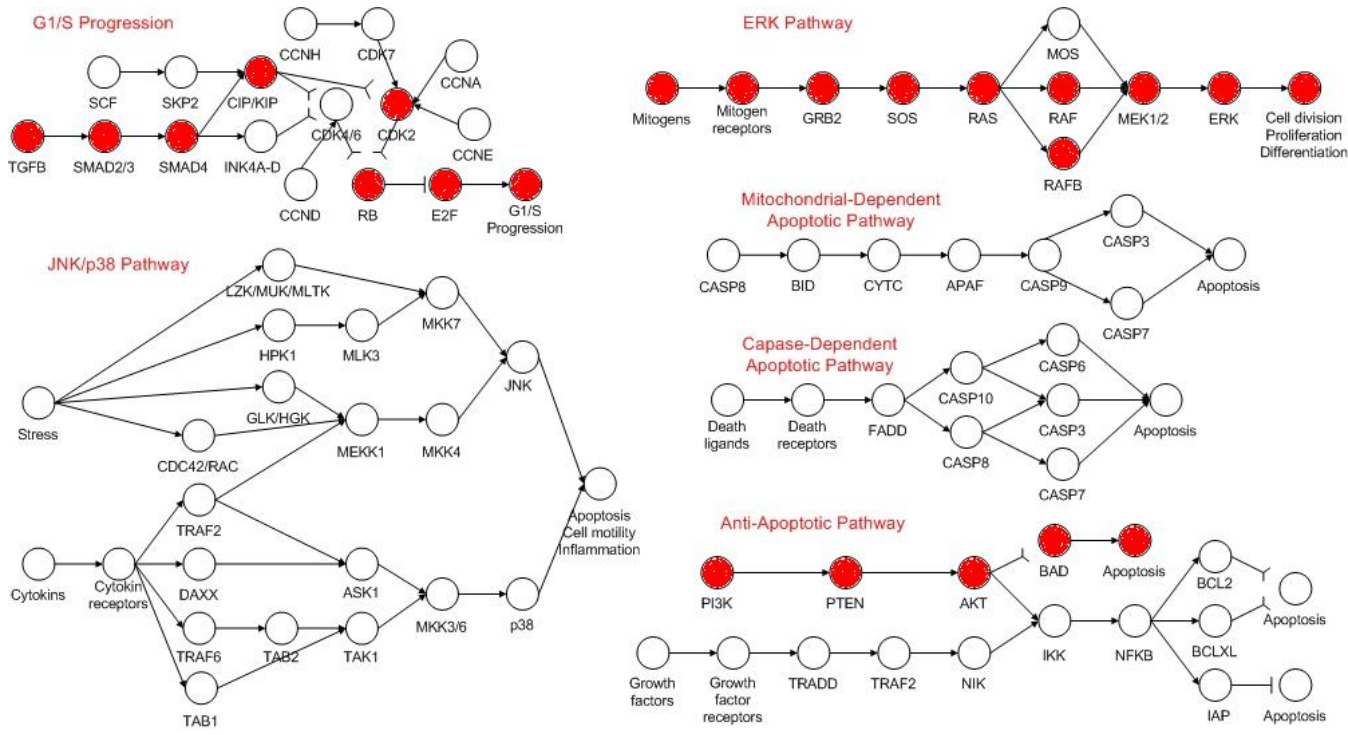 G1/S Progression
CCNH
CDK7
CCNA
SCF
SKP2
CIP/KIP
CDK4/6
CDK2
CCNE
TGFB
SMAD2/3
SMAD4
INK4A-D
CCND
RB
E2F
G1/S
Progression
ERK Pathway
MOS
Mitogens
Mitogen
receptors
GRB2
SOS
RAS
RAF
MEK1/2
ERK
Cell division
Proliferation
Differentiation
RAFB
JNK/p38 Pathway
LZK/MUK/MLTK
MKK7
HPK1
MLK3
JNK
Stress
GLK/HGK
CDC42/RAC
MEKK1
MKK4
TRAF2
Apoptosis
Cell motility
Inflammation
Cytokins
Cytokin
receptors
DAXX
ASK1
MKK3/6
p38
TRAF6
TAB2
TAK1
TAB1
Mitochondrial-Dependent
Apoptotic Pathway
CASP3
CASP8
BID
CYTC
APAF
CASP9
Apoptosis
CASP7
Capase-Dependent
Apoptotic Pathway
CASP6
CASP10
Death
ligands
Death
receptors
FADD
CASP3
Apoptosis
CASP8
CASP7
Anti-Apoptotic Pathway
BAD
Apoptosis
BCL2
PI3K
PTEN
AKT
Apoptosis
IKK
NFKB
BCLXL
Growth
factors
Growth
factor
receptors
TRADD
TRAF2
NIK
IAP
Apoptosis